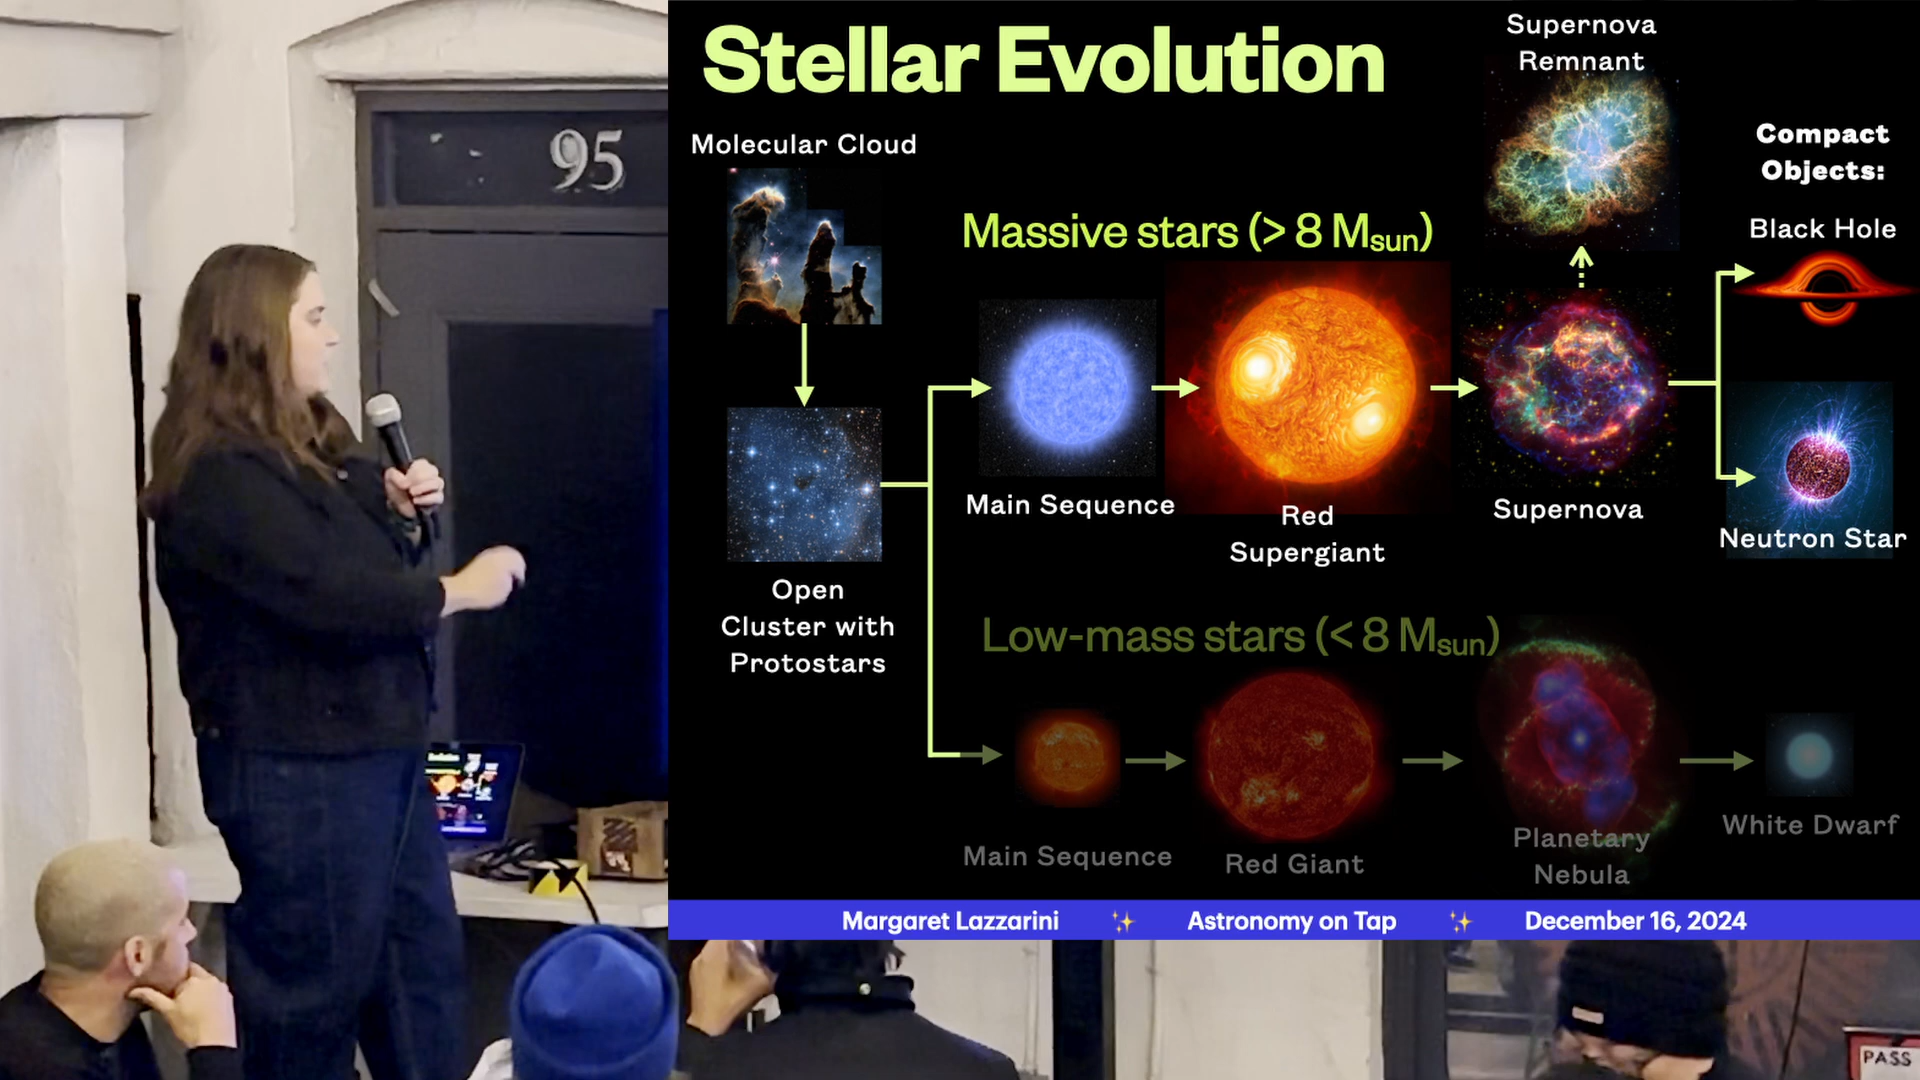 95
Stellar Evolution
Supernova
Remnant
Compact
Objects:
Molecular Cloud
Massive stars (> 8 Msun)
Black Hole
Main Sequence
Red
Supergiant
Supernova
Neutron Star
Open
Cluster with
Protostars
Low-mass stars (< 8 Msun)
Main Sequence
Red Giant
Planetary
Nebula
White Dwarf
Margaret Lazzarini ✨ Astronomy on Tap ✨ December 16, 2024
PASS